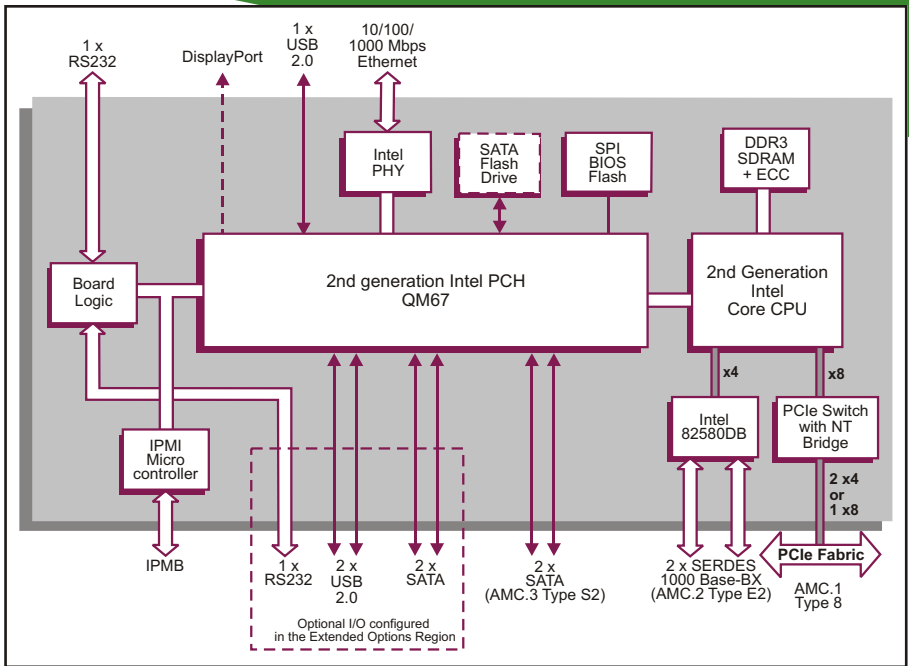 1 x
RS232
DisplayPort
1 x
USB
2.0
10/100/
1000 Mbps
Ethernet
Intel
PHY
SATA
Flash
Drive
SPI
BIOS
Flash
DDR3
SDRAM
+ ECC
Board
Logic
2nd generation Intel PCH
QM67
2nd Generation
Intel
Core CPU
x4
x8
IPMI
Micro
controller
Intel
82580DB
PCIe Switch
with NT
Bridge
2 x4
or
1 x8
IPMB
1 x
RS232
2 x
USB
2.0
2 x
SATA
Optional I/O configured
in the Extended Options Region
2 x
SATA
(AMC.3 Type S2)
2 x SERDES
1000 Base-BX
(AMC.2 Type E2)
PCIe Fabric
AMC.1
Type 8